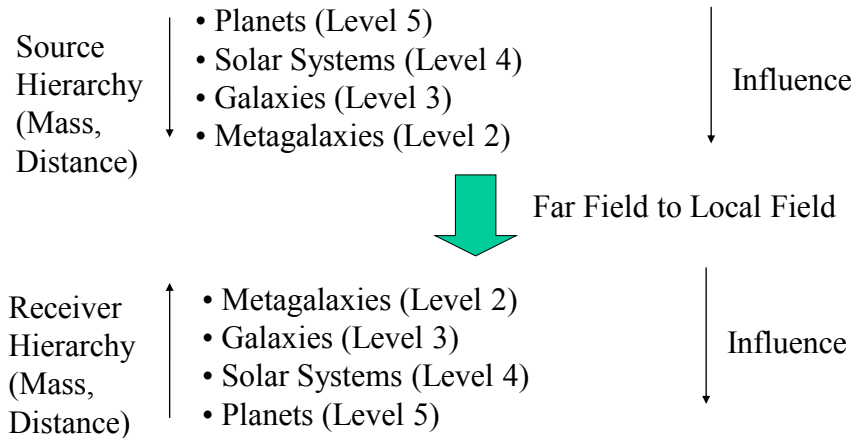 Source
Hierarchy
(Mass,
Distance)
• Planets (Level 5)
• Solar Systems (Level 4)
• Galaxies (Level 3)
• Metagalaxies (Level 2)
Influence
Far Field to Local Field
Receiver
Hierarchy
(Mass,
Distance)
• Metagalaxies (Level 2)
• Galaxies (Level 3)
• Solar Systems (Level 4)
• Planets (Level 5)
Influence